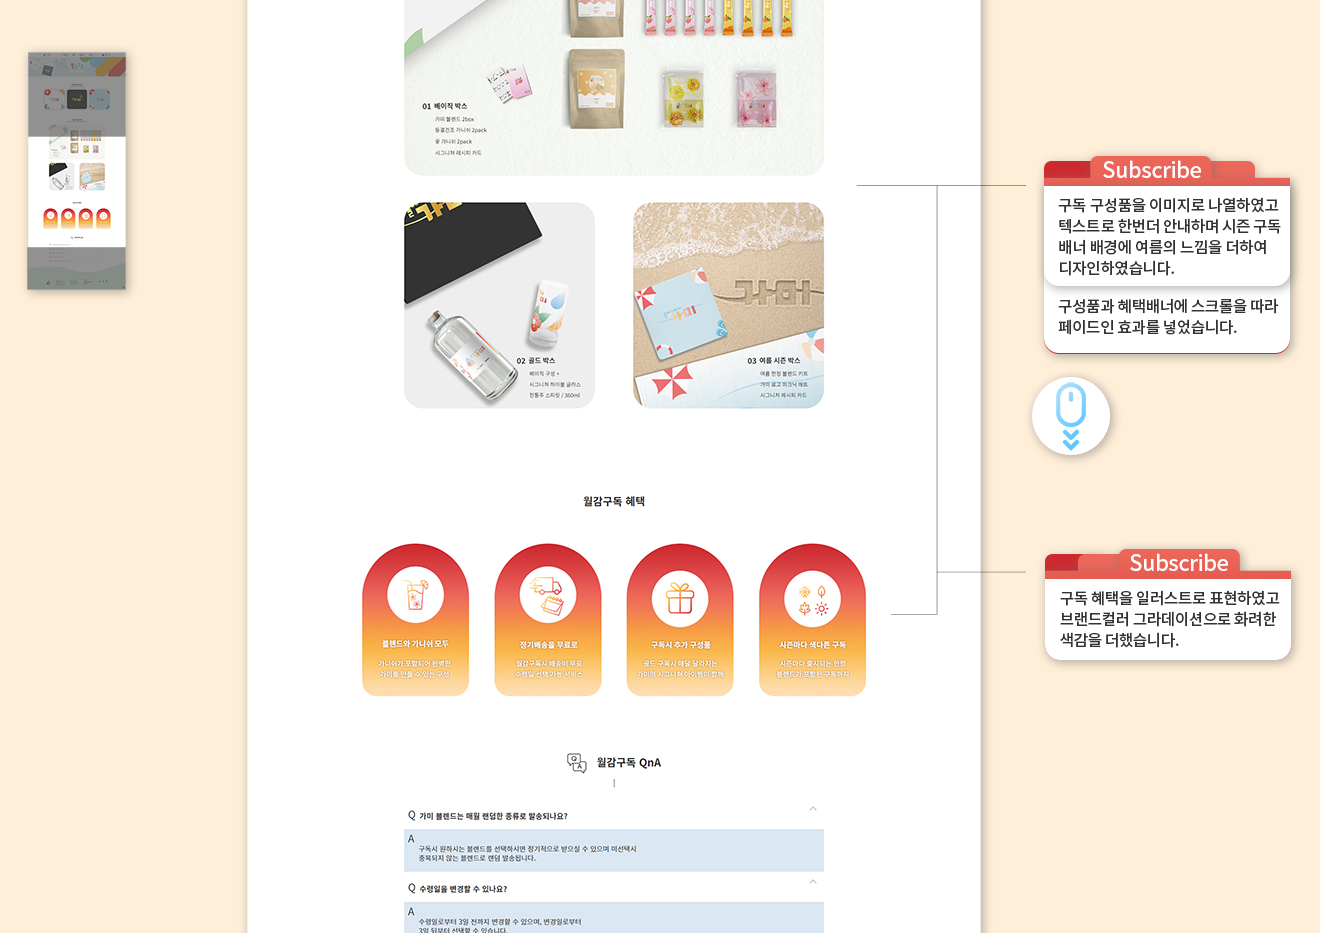 01 베이직 박스
가미 블렌드 2box
동결건조 가니쉬 2pack
꽃 가니쉬 2pack
시그니처 레시피 카드
02 골드 박스
베이직 구성 +
시그니처 하이볼 글라스
전통주 스피릿 / 360ml
가미
03 여름 시즌 박스
여름 한정 블렌드 키트
가미 로고 피크닉 매트
시그니처 레시피 카드
Subscribe
구독 구성품을 이미지로 나열하였고
텍스트로 한번더 안내하며 시즌 구독
배너 배경에 여름의 느낌을 더하여
디자인하였습니다.
구성품과 혜택배너에 스크롤을 따라
페이드인 효과를 넣었습니다.
월감구독 혜택
블렌드와 가니쉬 모두
가니쉬가 포함되어 완벽한
가미를 만들 수 있는 구성
정기배송을 무료로
월감구독시 배송비 무료
수령일 선택 가능 서비스
구독시 추가 구성품
골드 구독시 매달 달라지는
가미의 시그니처 아이템이 함께
시즌마다 색다른 구독
시즌마다 출시되는 한정
블렌드가 포함된 구독까지
Subscribe
구독 혜택을 일러스트로 표현하였고
브랜드컬러 그라데이션으로 화려한
색감을 더했습니다.
Q A
월감구독 QnA
Q 가미 블렌드는 매월 랜덤한 종류로 발송되나요?
A
구독시 원하시는 블렌드를 선택하시면 정기적으로 받으실 수 있으며 미선택시
중복되지 않는 블렌드로 랜덤 발송됩니다.
Q 수령일을 변경할 수 있나요?
A
수령일로부터 3일 전까지 변경할 수 있으며, 변경일로부터
3일 뒤부터 선택할 수 있습니다.